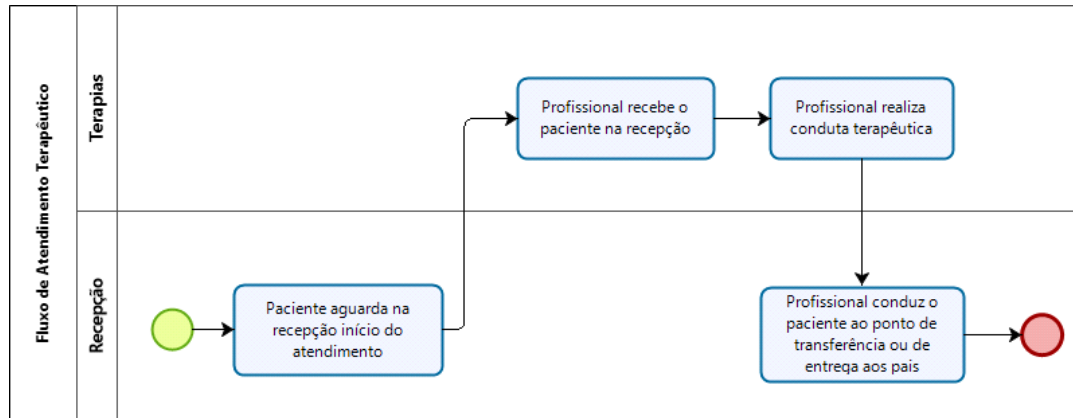 Fluxo de Atendimento Terapêutico
Terapias
Profissional recebe o
paciente na recepção
Profissional realiza
conduta terapêutica
Recepção
Paciente aguarda na
recepção início do
atendimento
Profissional conduz o
paciente ao ponto de
transferência ou de
entrega aos pais